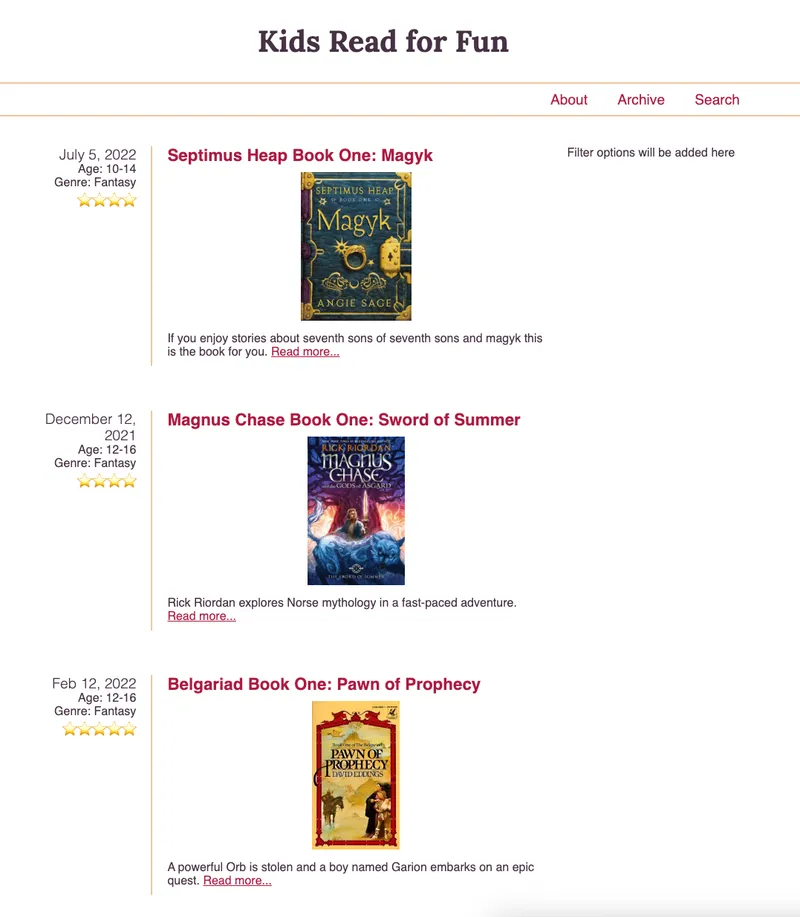 Kids Read for Fun
About Archive Search
July 5, 2022
Age: 10-14
Genre: Fantasy
Septimus Heap Book One: Magyk
SEPTIMUS HEAP
BOOK ONE
Magyk
ANGIE SAGE
If you enjoy stories about seventh sons of seventh sons and magyk this
is the book for you. Read more...
Filter options will be added here
December 12,
2021
Age: 12-16
Genre: Fantasy
Magnus Chase Book One: Sword of Summer
RICK RIORDAN
MAGNUS
CHASE
and the GODS of ASGARD
THE SWORD OF SUMMER
Rick Riordan explores Norse mythology in a fast-paced adventure.
Read more...
Feb 12, 2022
Age: 12-16
Genre: Fantasy
Belgariad Book One: Pawn of Prophecy
Book One of The Belgariad
PAWN OF
PROPHECY
DAVID EDDINGS
A powerful Orb is stolen and a boy named Garion embarks on an epic
quest. Read more...